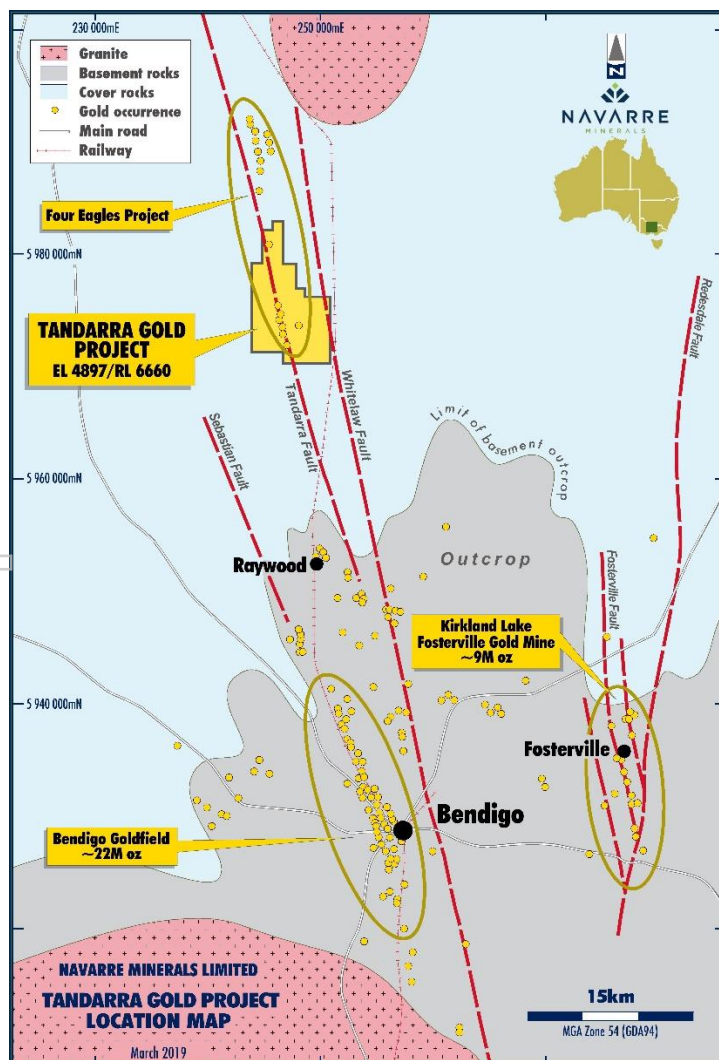 230 000mE
250 000mE
Granite
Basement rocks
Cover rocks
Gold occurrence
Main road
Railway
N
NAVARRE
MINERALS
Four Eagles Project
5 980 000mN
TANDARRA GOLD
PROJECT
EL 4897/RL 6660
Redesdale Fault
Whitelaw Fault
Tandarra Fault
Sebastian Fault
Limit of basement outcrop
5 960 000mN
Outcrop
Raywood
Fosterville Fault
Kirkland Lake
Fosterville Gold Mine
~9M oz
5 940 000mN
Fosterville
Bendigo
Bendigo Goldfield
~22M oz
NAVARRE MINERALS LIMITED
TANDARRA GOLD PROJECT
LOCATION MAP
March 2019
15km
MGA Zone 54 (GDA94)